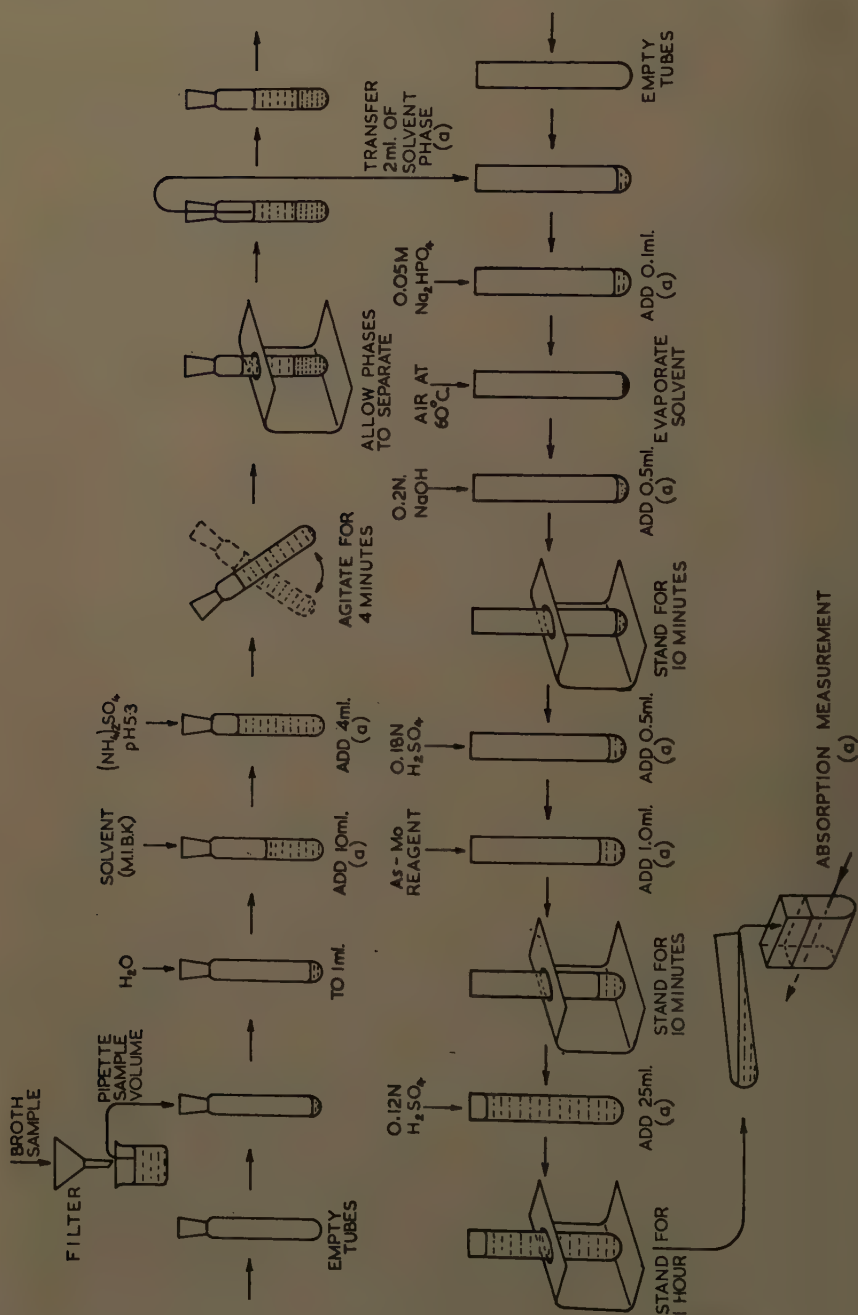 BROTH
SAMPLE
FILTER
PIPETTE
SAMPLE
VOLUME
EMPTY
TUBES
H₂O
TO 1ml.
SOLVENT
(M.I.B.K)
ADD 10ml.
(a)
(NH₄)₂SO₄
pH5·3
ADD 4ml.
(a)
AGITATE FOR
4 MINUTES
ALLOW PHASES
TO SEPARATE
TRANSFER
2ml. OF
SOLVENT
PHASE
(a)
EMPTY
TUBES
0.05M
Na₂HPO₄
ADD 0.1ml.
(a)
AIR AT
60°C.
EVAPORATE
SOLVENT
0.2N.
NaOH
ADD 0.5ml.
(a)
STAND FOR
10 MINUTES
0.18N
H₂SO₄
ADD 0.5ml.
(a)
As-Mo
REAGENT
ADD 1.0ml.
(a)
STAND FOR
10 MINUTES
0.12N
H₂SO₄
ADD 25ml.
(a)
STAND FOR
1 HOUR
ABSORPTION MEASUREMENT
(a)